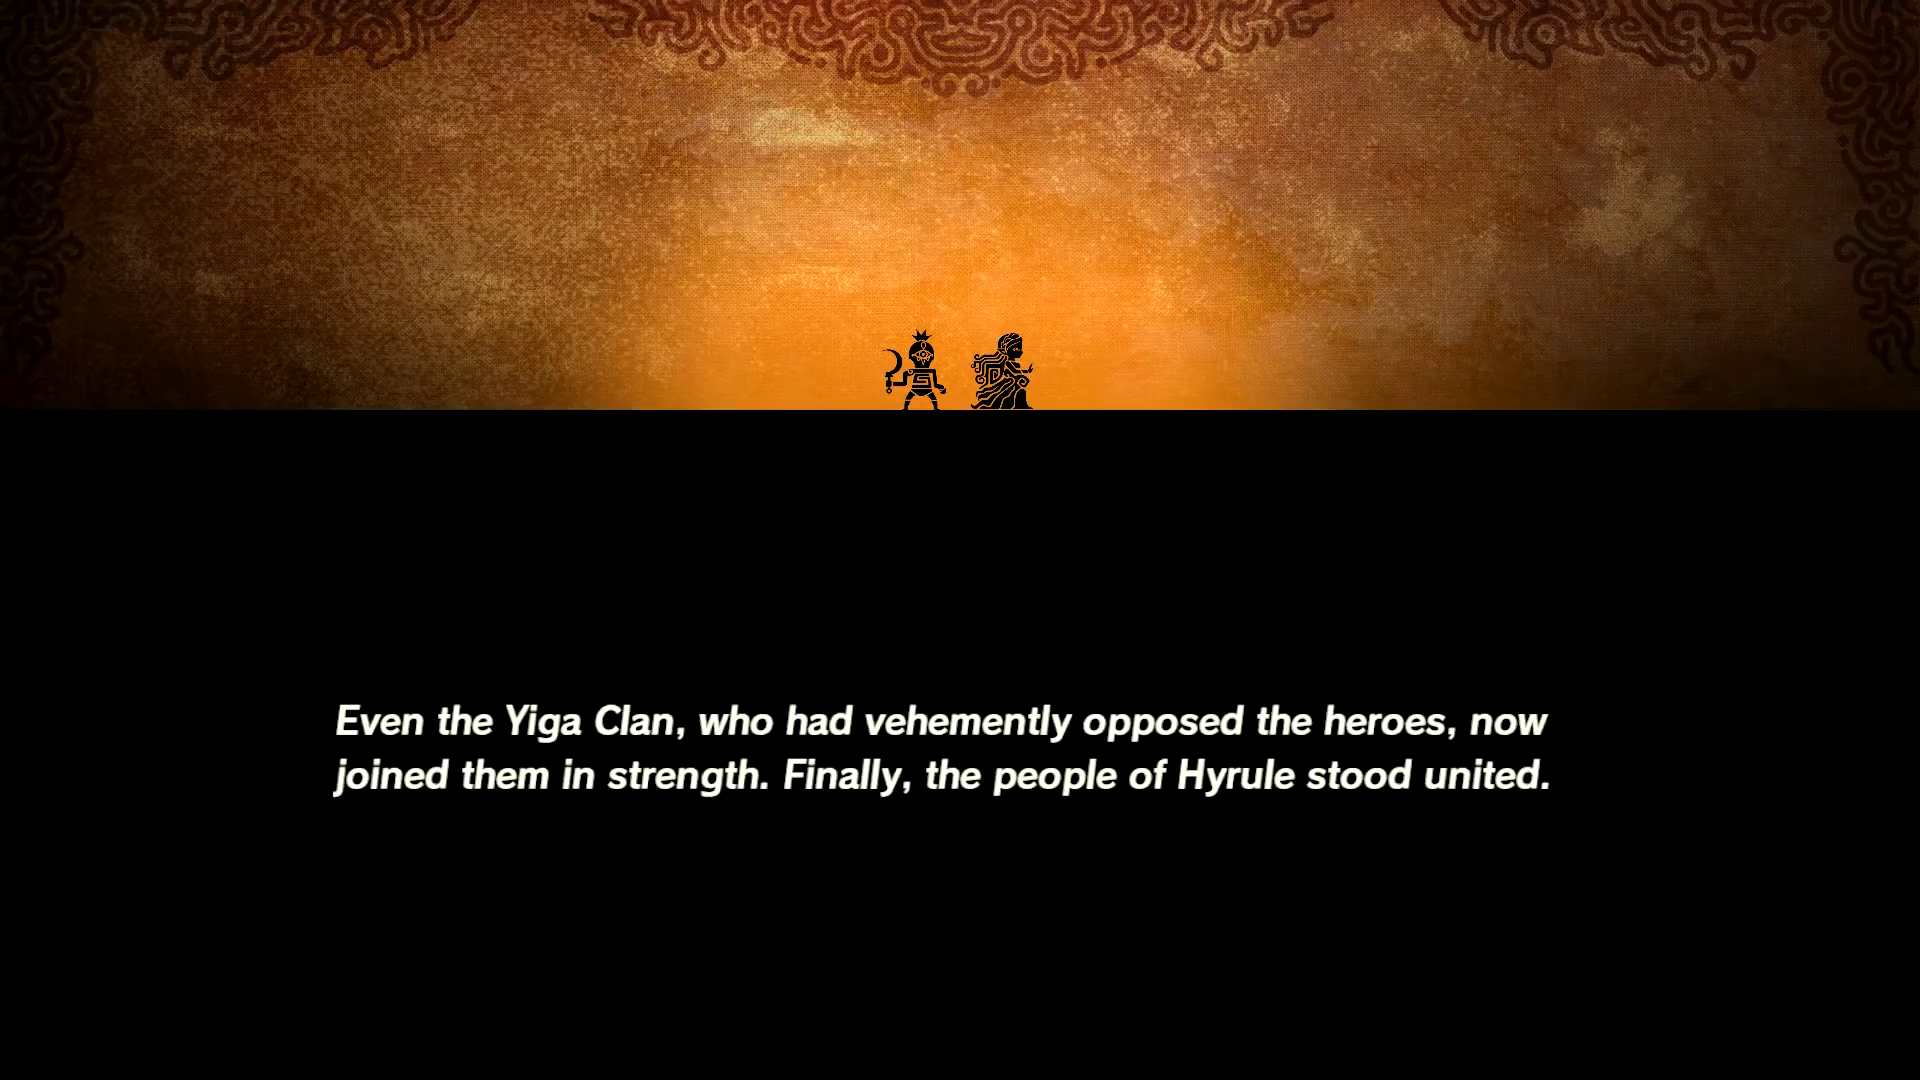 Even the Yiga Clan, who had vehemently opposed the heroes, now
joined them in strength. Finally, the people of Hyrule stood united.